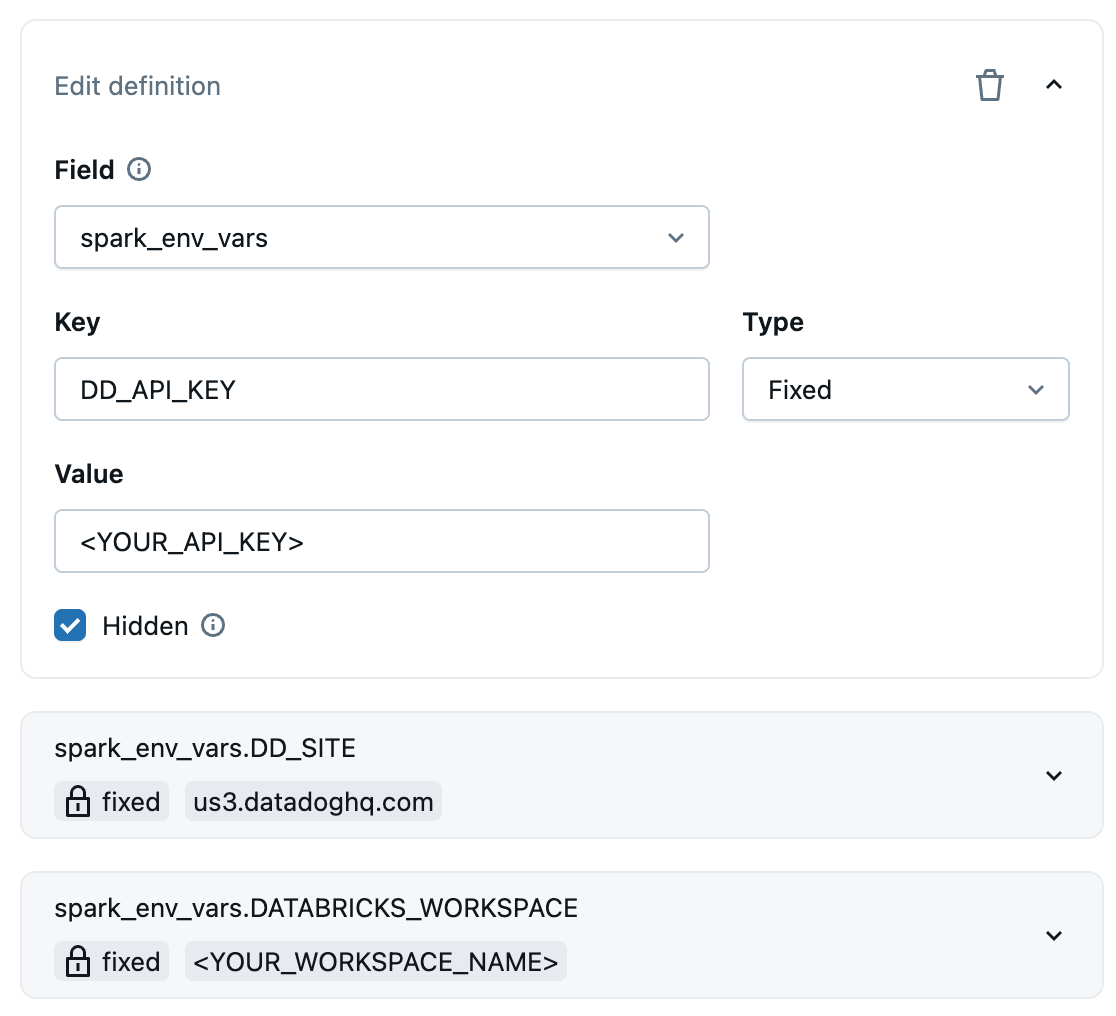 Edit definition
Field
spark_env_vars
Key
Type
DD_API_KEY
Fixed
Value
<YOUR_API_KEY>
Hidden
spark_env_vars.DD_SITE
fixed us3.datadoghq.com
spark_env_vars.DATABRICKS_WORKSPACE
fixed <YOUR_WORKSPACE_NAME>